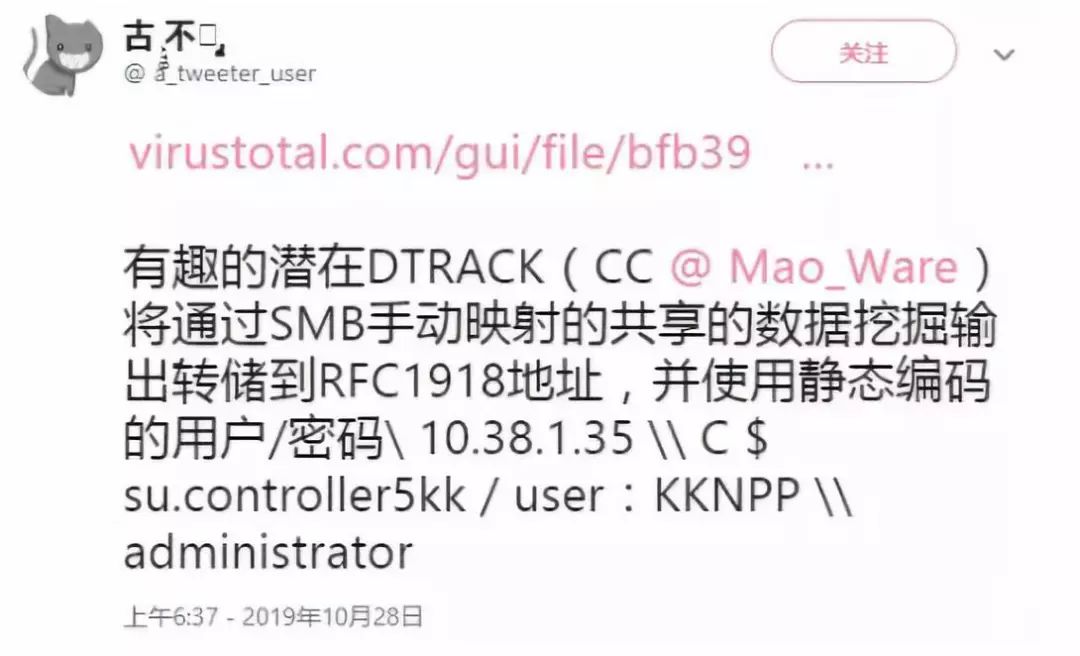 古 不
@ a_tweeter_user
关注
virustotal.com/gui/file/bfb39 ...
有趣的潜在DTRACK（CC @ Mao_Ware）
将通过SMB手动映射的共享的数据挖掘输
出转储到RFC1918地址，并使用静态编码
的用户/密码\ 10.38.1.35 \\ C $
su.controller5kk / user：KKNPP \\
administrator
上午6:37 - 2019年10月28日